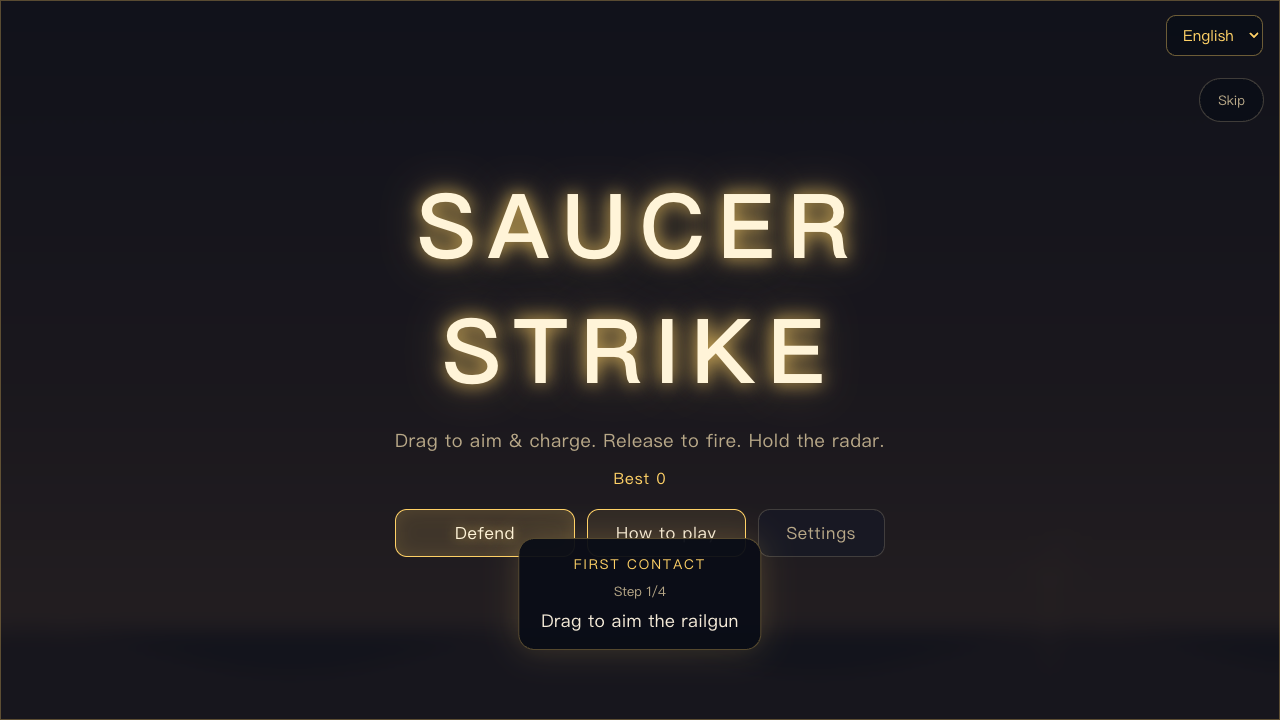 English
Skip
SAUCER
STRIKE
Drag to aim & charge. Release to fire. Hold the radar.
Best 0
Defend
How to play
Settings
FIRST CONTACT
Step 1/4
Drag to aim the railgun